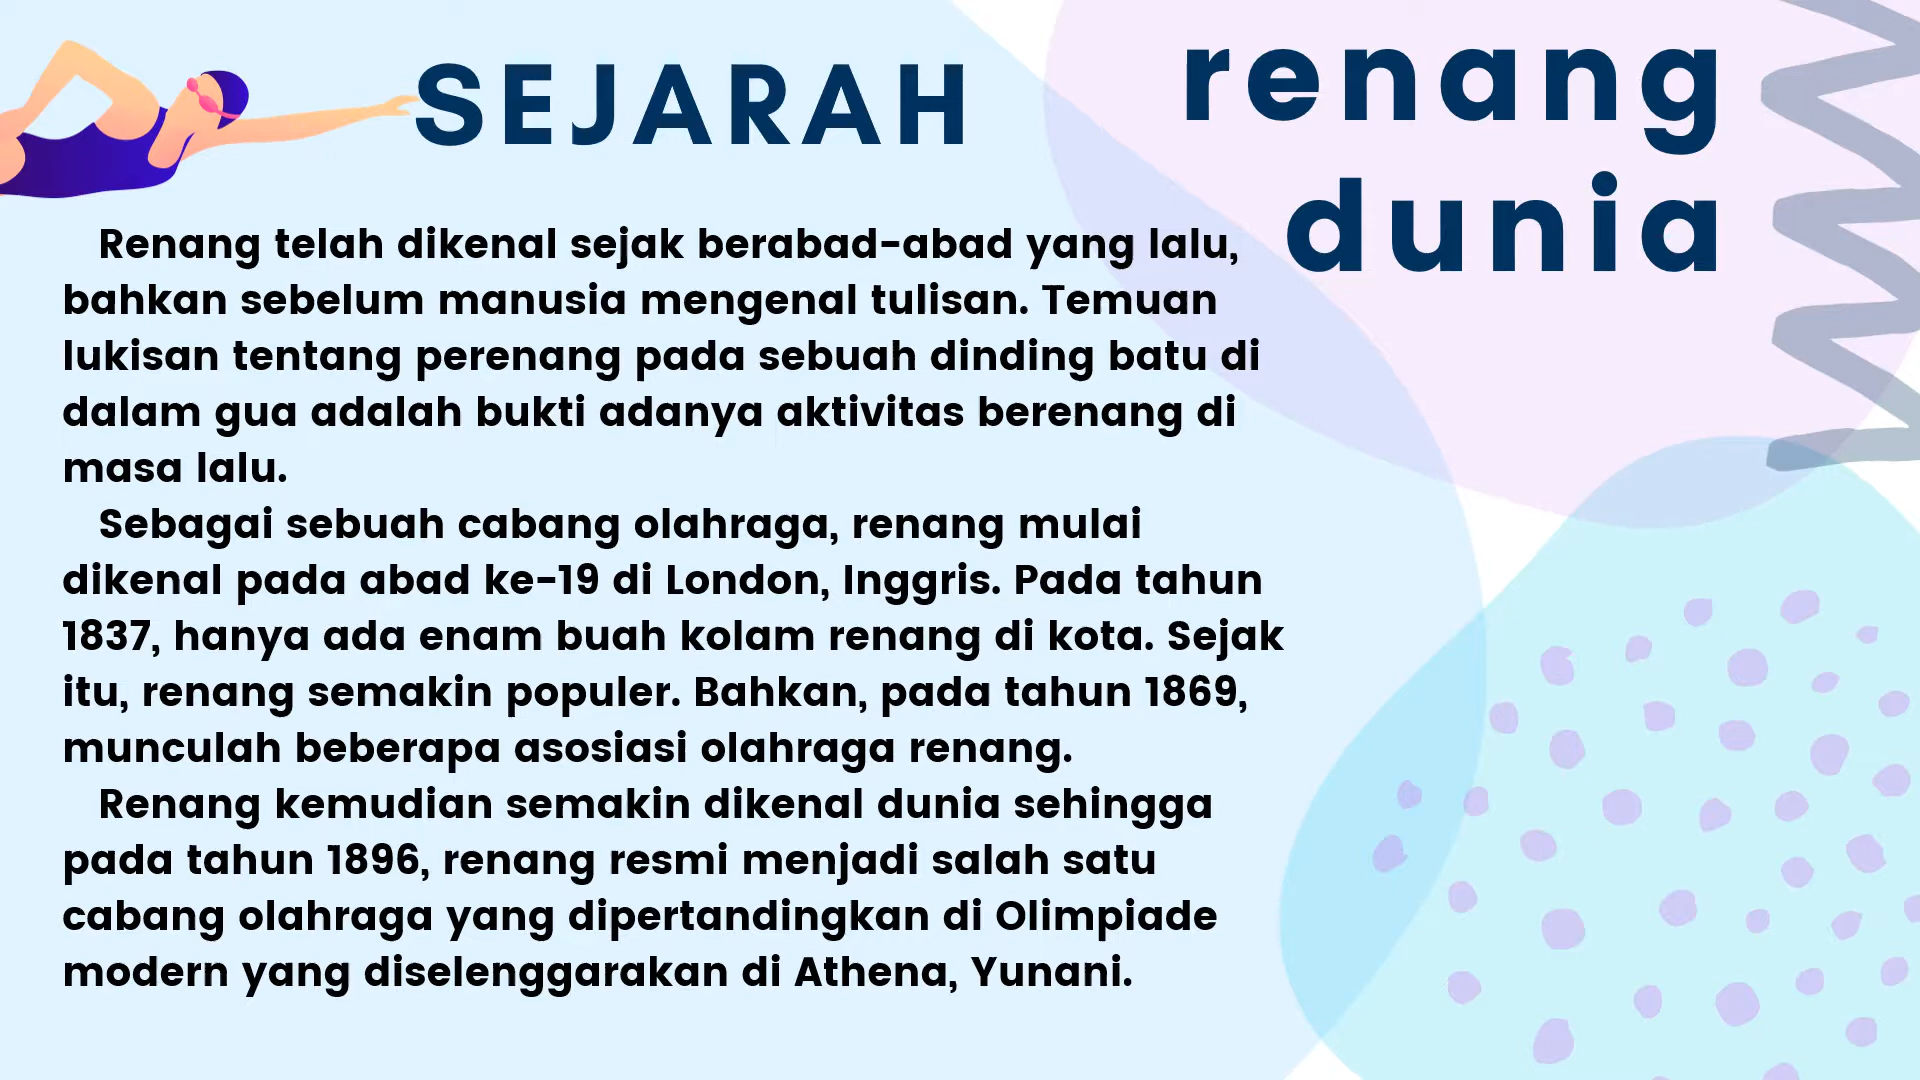 SEJARAH
renang
dunia
Renang telah dikenal sejak berabad-abad yang lalu,
bahkan sebelum manusia mengenal tulisan. Temuan
lukisan tentang perenang pada sebuah dinding batu di
dalam gua adalah bukti adanya aktivitas berenang di
masa lalu.
Sebagai sebuah cabang olahraga, renang mulai
dikenal pada abad ke-19 di London, Inggris. Pada tahun
1837, hanya ada enam buah kolam renang di kota. Sejak
itu, renang semakin populer. Bahkan, pada tahun 1869,
munculah beberapa asosiasi olahraga renang.
Renang kemudian semakin dikenal dunia sehingga
pada tahun 1896, renang resmi menjadi salah satu
cabang olahraga yang dipertandingkan di Olimpiade
modern yang diselenggarakan di Athena, Yunani.